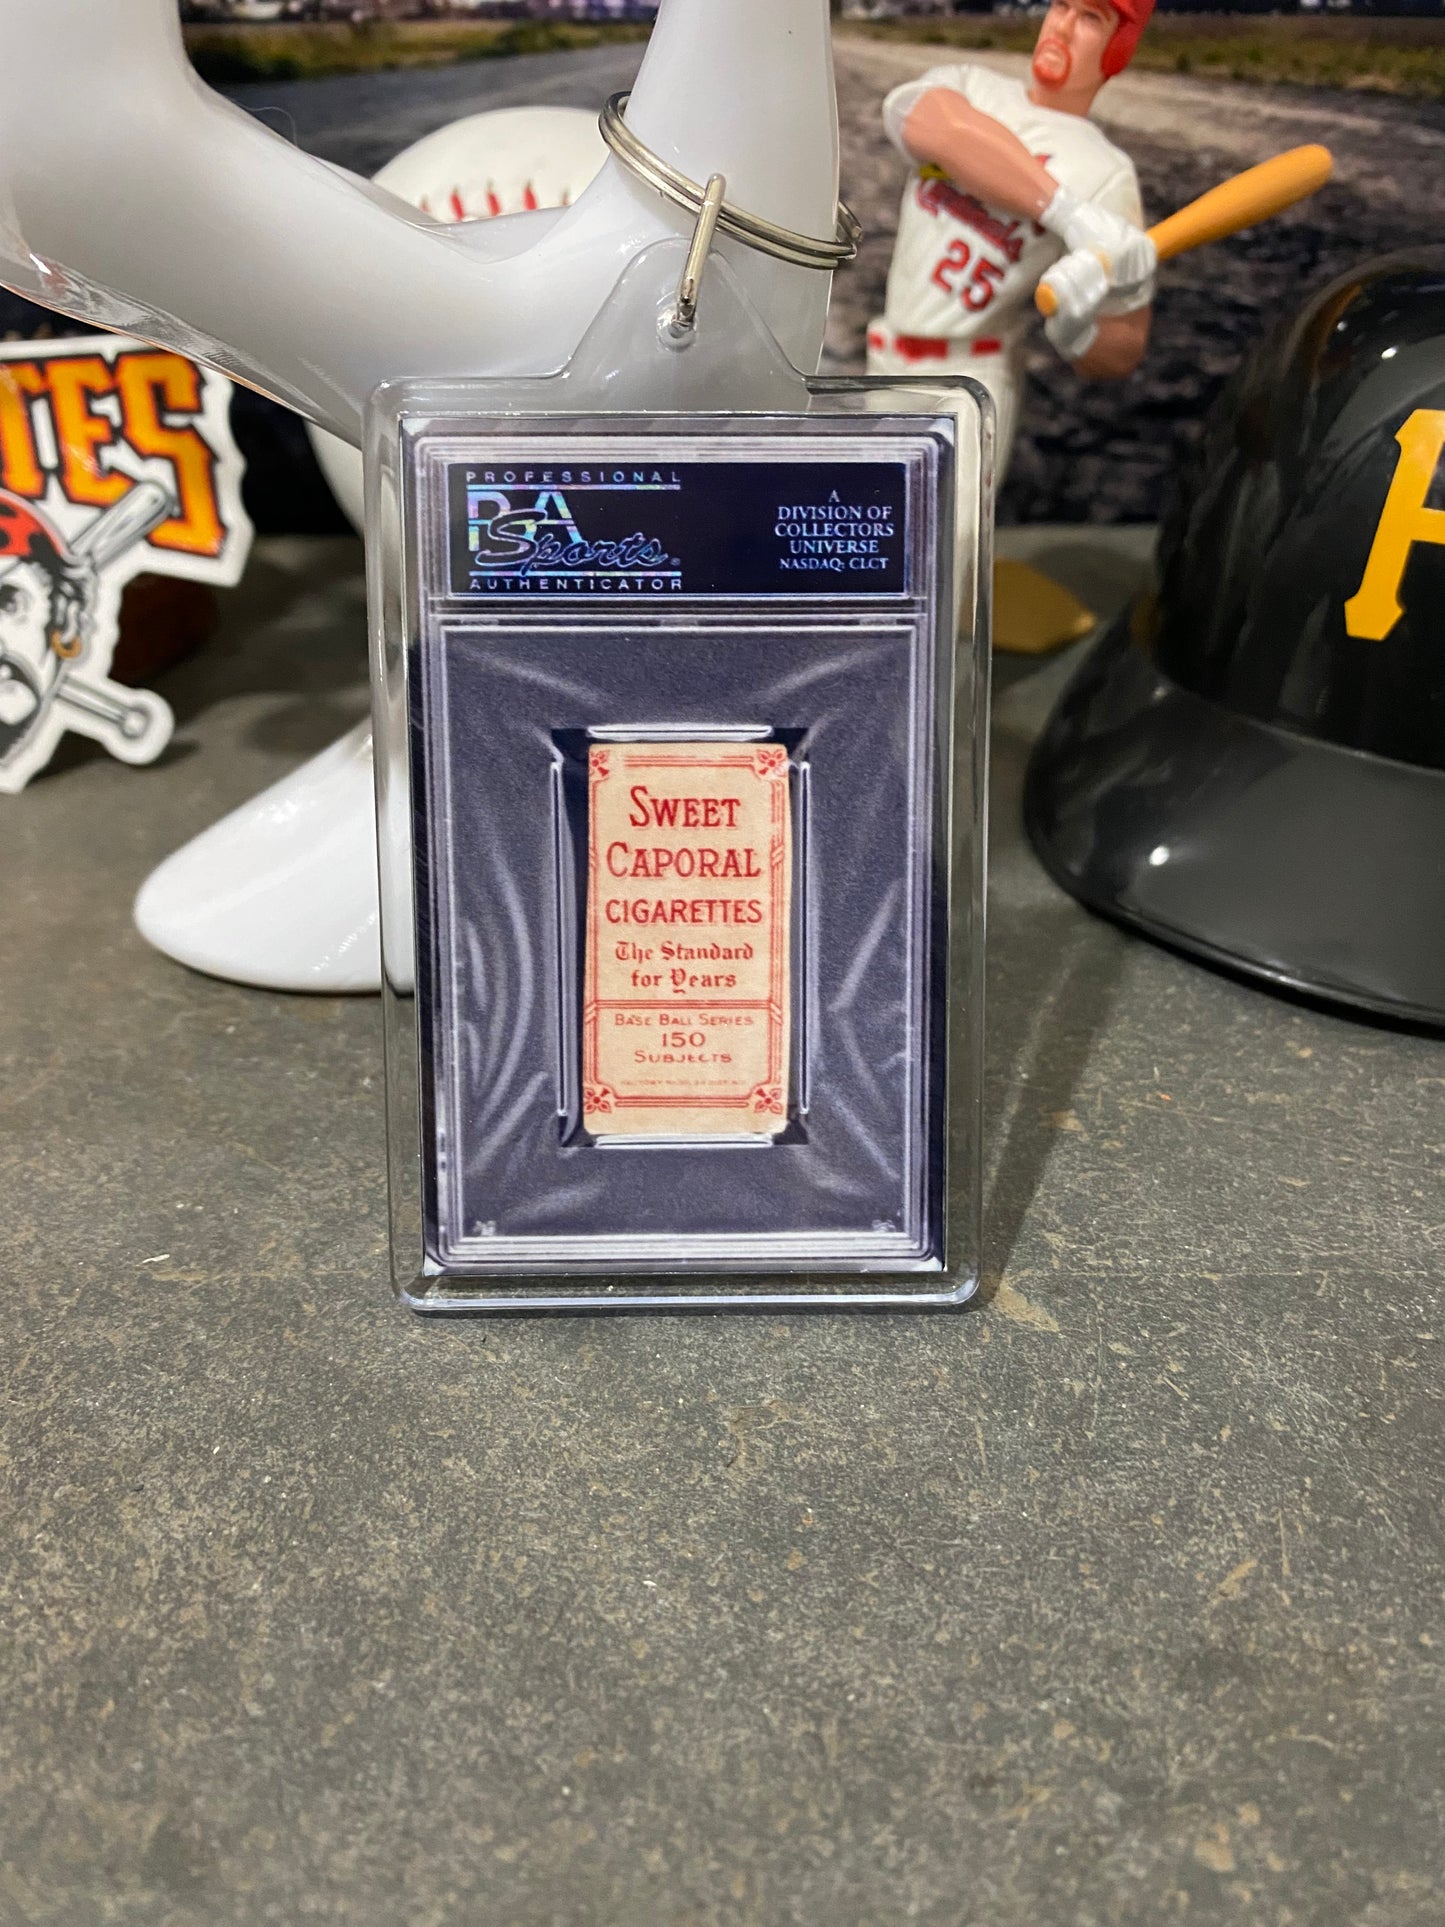 PROFESSIONAL
PSA
Sports
AUTHENTICATOR
A
DIVISION OF
COLLECTORS
UNIVERSE
NASDAQ: CLCT
SWEET
CAPORAL
CIGARETTES
The Standard
for Years
BASE BALL SERIES
150
SUBJECTS
Cardinals
25
P